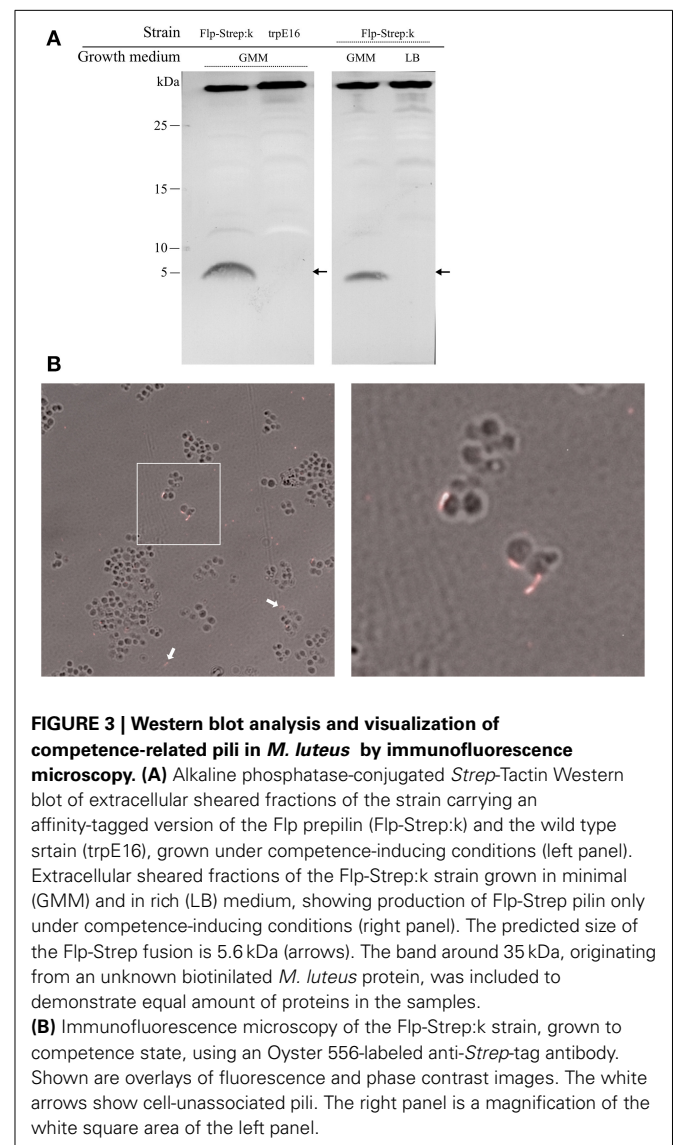 A
Strain Flp-Strep:k trpE16 Flp-Strep:k
Growth medium GMM GMM LB
kDa
25
15
10
5
B
FIGURE 3 | Western blot analysis and visualization of
competence-related pili in M. luteus by immunofluorescence
microscopy. (A) Alkaline phosphatase-conjugated Strep-Tactin Western
blot of extracellular sheared fractions of the strain carrying an
affinity-tagged version of the Flp prepilin (Flp-Strep:k) and the wild type
srtain (trpE16), grown under competence-inducing conditions (left panel).
Extracellular sheared fractions of the Flp-Strep:k strain grown in minimal
(GMM) and in rich (LB) medium, showing production of Flp-Strep pilin only
under competence-inducing conditions (right panel). The predicted size of
the Flp-Strep fusion is 5.6 kDa (arrows). The band around 35 kDa, originating
from an unknown biotinilated M. luteus protein, was included to
demonstrate equal amount of proteins in the samples.
(B) Immunofluorescence microscopy of the Flp-Strep:k strain, grown to
competence state, using an Oyster 556-labeled anti-Strep-tag antibody.
Shown are overlays of fluorescence and phase contrast images. The white
arrows show cell-unassociated pili. The right panel is a magnification of the
white square area of the left panel.